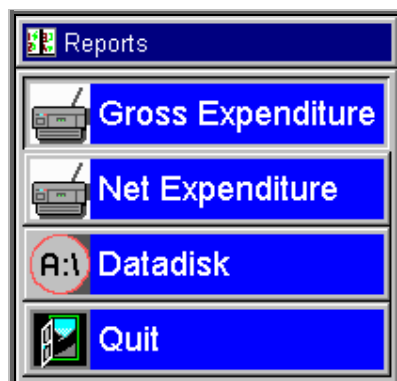 Reports
Gross Expenditure
Net Expenditure
A:\ Datadisk
Quit